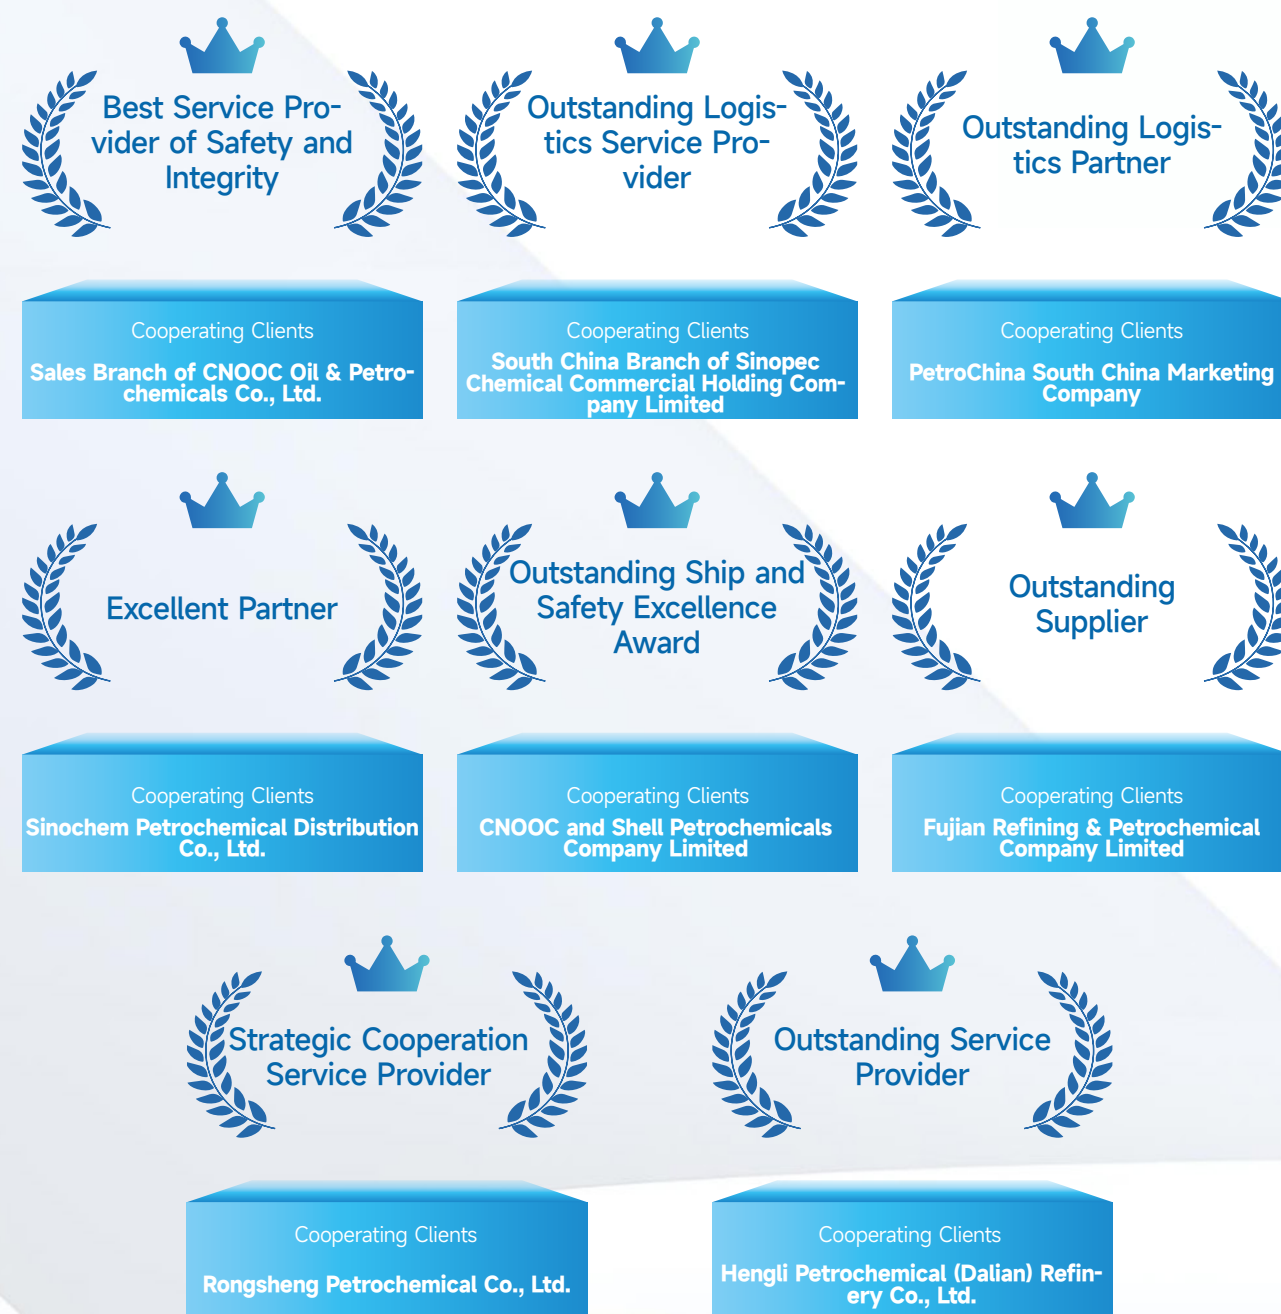 Best Service Pro-
vider of Safety and
Integrity
Cooperating Clients
Sales Branch of CNOOC Oil & Petro-
chemicals Co., Ltd.
Outstanding Logis-
tics Service Pro-
vider
Cooperating Clients
South China Branch of Sinopec
Chemical Commercial Holding Com-
pany Limited
Outstanding Logis-
tics Partner
Cooperating Clients
PetroChina South China Marketing
Company
Excellent Partner
Cooperating Clients
Sinochem Petrochemical Distribution
Co., Ltd.
Outstanding Ship and
Safety Excellence
Award
Cooperating Clients
CNOOC and Shell Petrochemicals
Company Limited
Outstanding
Supplier
Cooperating Clients
Fujian Refining & Petrochemical
Company Limited
Strategic Cooperation
Service Provider
Cooperating Clients
Rongsheng Petrochemical Co., Ltd.
Outstanding Service
Provider
Cooperating Clients
Hengli Petrochemical (Dalian) Refin-
ery Co., Ltd.